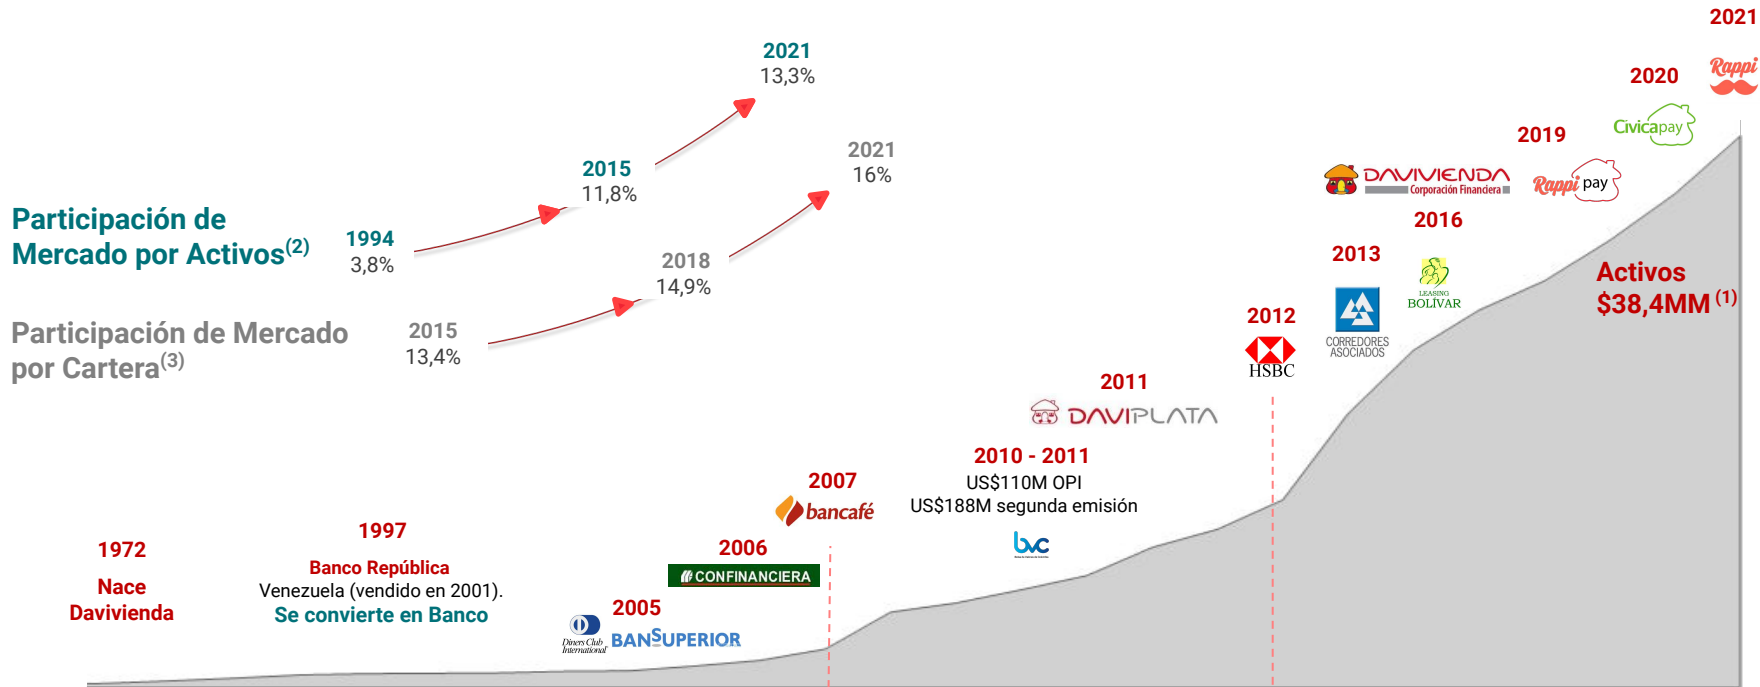 Participación de
Mercado por Activos(2)
1994
3,8%
2015
11,8%
2021
13,3%
Participación de Mercado
por Cartera(3)
2015
13,4%
2018
14,9%
2021
16%
1972
Nace
Davivienda
1997
Banco República
Venezuela (vendido en 2001).
Se convierte en Banco
2005
Diners Club
International
BANSUPERIOR
2006
CONFINANCIERA
2007
bancafé
2010 - 2011
US$110M OPI
US$188M segunda emisión
bvc
2011
DAVIPLATA
2012
HSBC
2013
CORREDORES
ASOCIADOS
2016
LEASING
BOLÍVAR
DAVIVIENDA
Corporación Financiera
2019
Rappi pay
2020
Civicapay
2021
Rappi
Activos
$38,4MM (1)